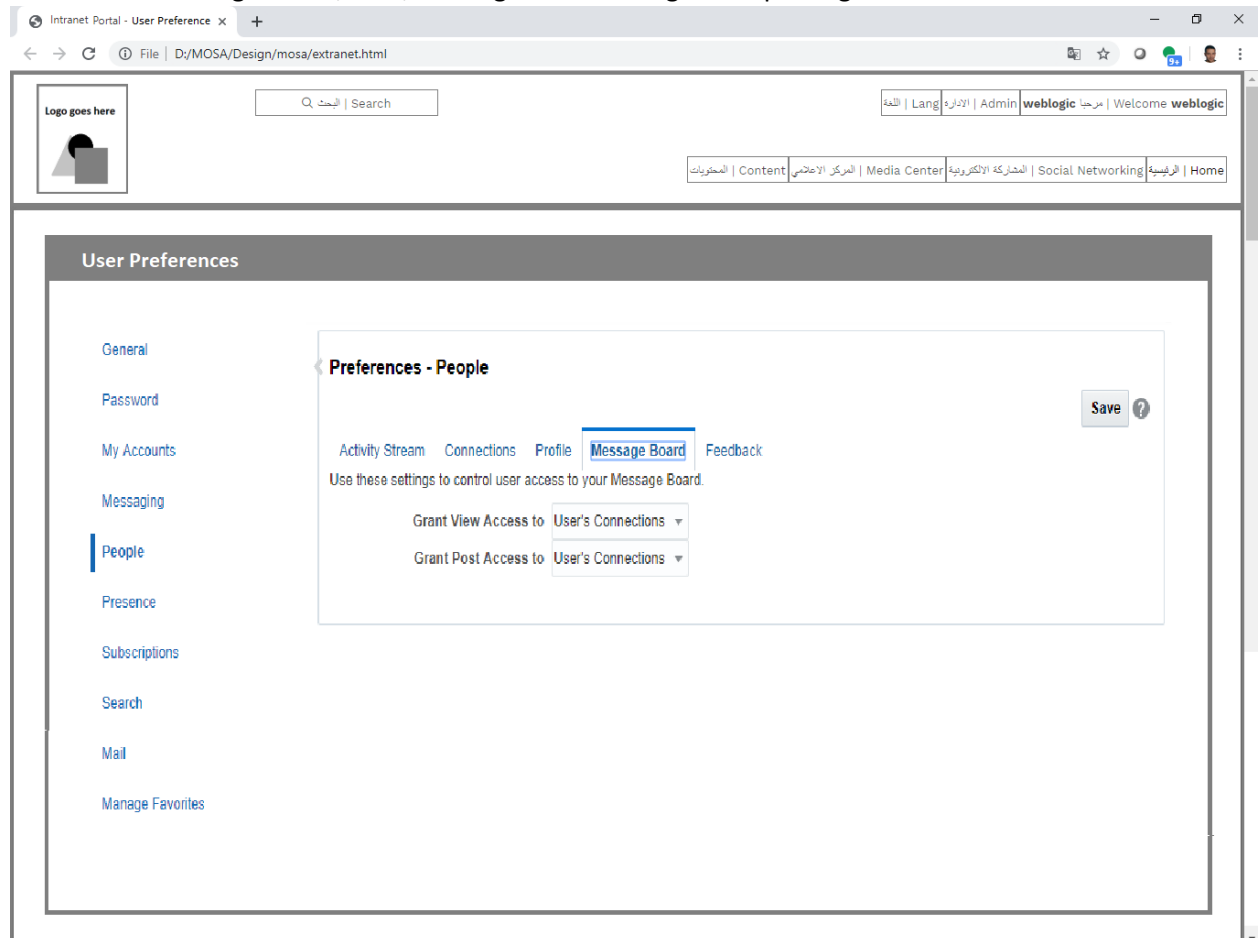 Intranet Portal - User Preference
File | D:/MOSA/Design/mosa/extranet.html
9+
Logo goes here
البحث | Search
اللغة | Lang
الادارة | Admin
مرحبا weblogic | Welcome weblogic
المحتويات | Content
المركز الاعلامي | Media Center
المشاركة الالكترونية | Social Networking
الرئيسية | Home
User Preferences
General
Password
My Accounts
Messaging
People
Presence
Subscriptions
Search
Mail
Manage Favorites
Preferences - People
Save
Activity Stream Connections Profile Message Board Feedback
Use these settings to control user access to your Message Board.
Grant View Access to User's Connections
Grant Post Access to User's Connections